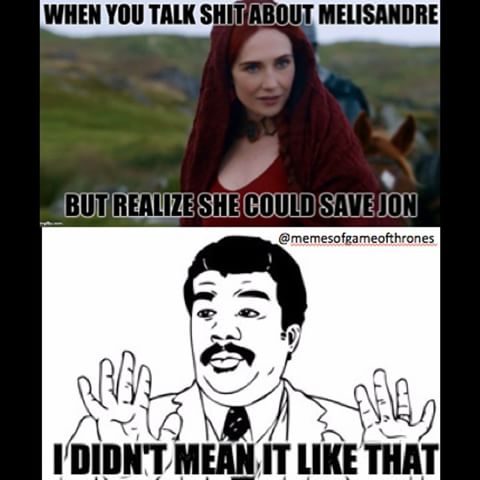 WHEN YOU TALK SHIT ABOUT MELISANDRE
BUT REALIZE SHE COULD SAVE JON
@memesofgameofthrones
I DIDN'T MEAN IT LIKE THAT